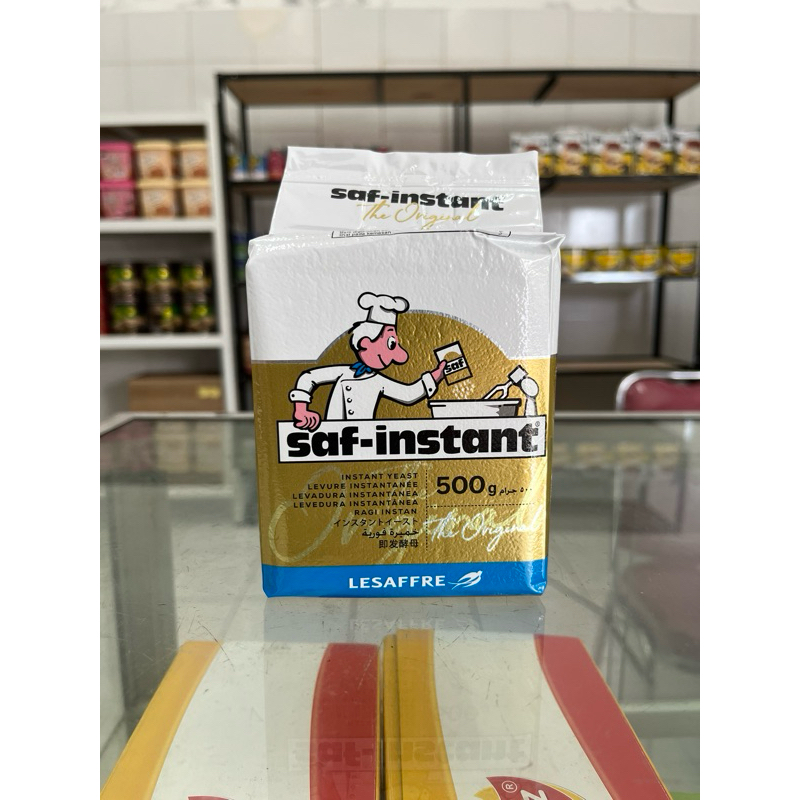 saf-instant
The Original
saf
saf-instant®
INSTANT YEAST
LEVURE INSTANTANÉE
LEVADURA INSTANTANEA
LEVEDURA INSTANTÂNEA
RAGI INSTAN
インスタントイースト
خميرة فورية
即发酵母
500g ٥٠٠ جرام
The Original
LESAFFRE